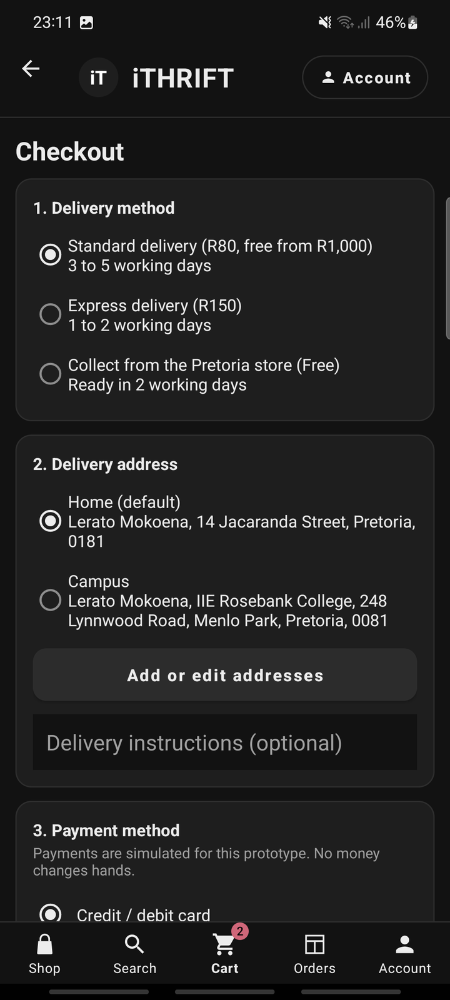 23:11
46%
iT
iTHRIFT
Account
Checkout
1. Delivery method
Standard delivery (R80, free from R1,000)
3 to 5 working days
Express delivery (R150)
1 to 2 working days
Collect from the Pretoria store (Free)
Ready in 2 working days
2. Delivery address
Home (default)
Lerato Mokoena, 14 Jacaranda Street, Pretoria,
0181
Campus
Lerato Mokoena, IIE Rosebank College, 248
Lynnwood Road, Menlo Park, Pretoria, 0081
Add or edit addresses
Delivery instructions (optional)
3. Payment method
Payments are simulated for this prototype. No money
changes hands.
Credit / debit card
2
Shop
Search
Cart
Orders
Account